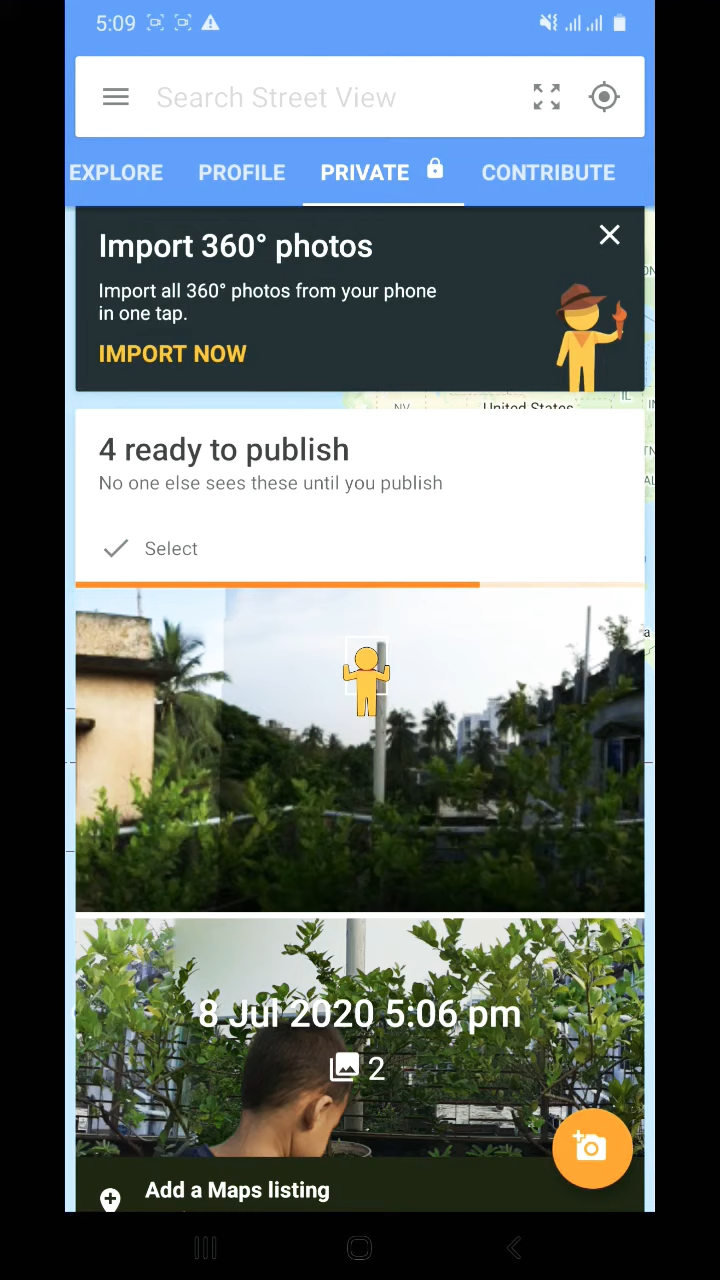 5:09
Search Street View
EXPLORE PROFILE PRIVATE CONTRIBUTE
Import 360° photos
Import all 360° photos from your phone
in one tap.
IMPORT NOW
NV United States IL
4 ready to publish
No one else sees these until you publish
Select
8 Jul 2020 5:06 pm
2
Add a Maps listing